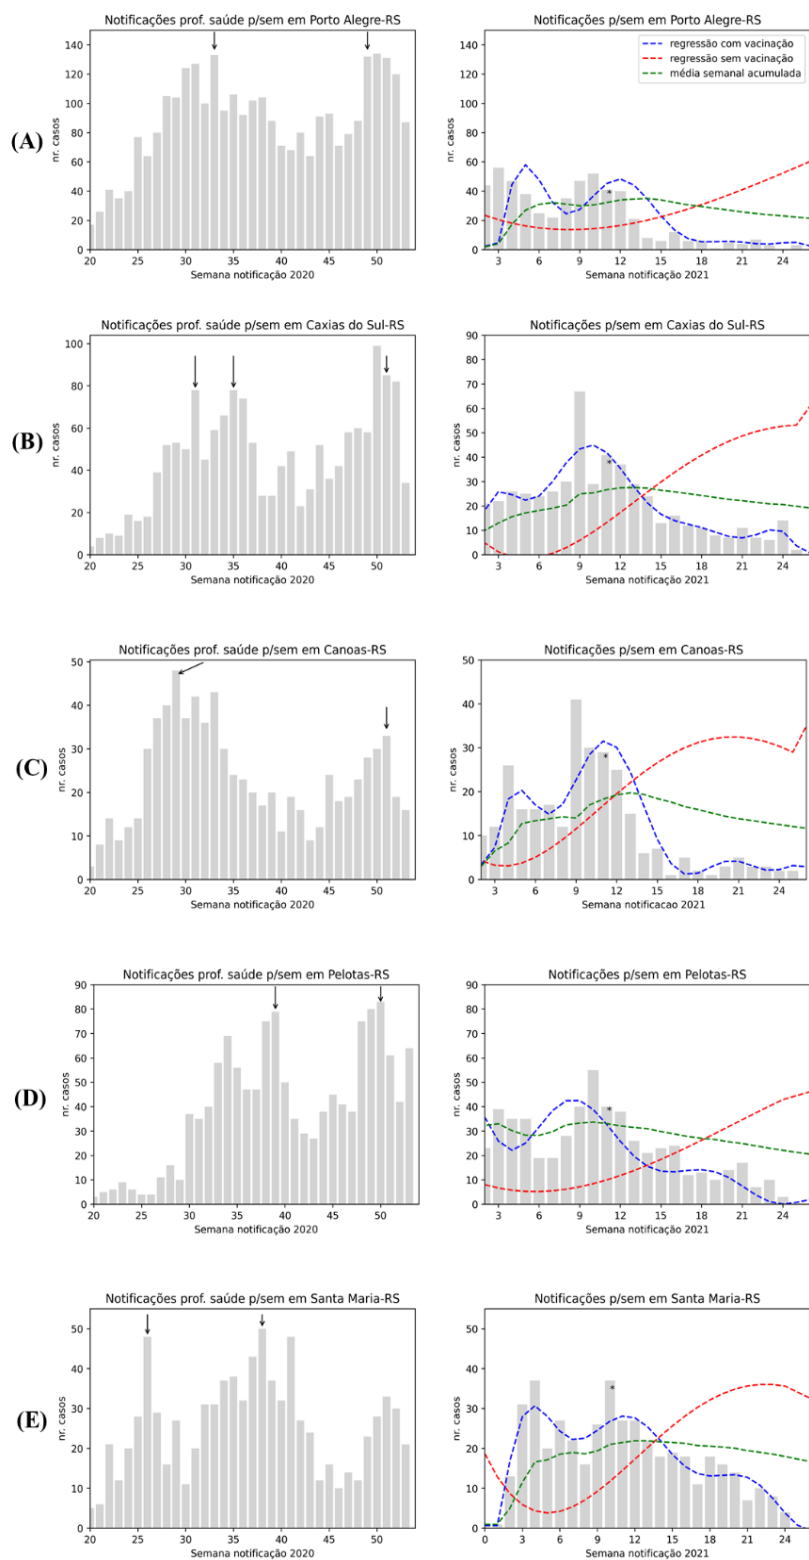 Notificações prof. saúde p/sem em Porto Alegre-RS
Notificações p/sem em Porto Alegre-RS
(A)
nr. casos
140
120
100
80
60
40
20
0
20 25 30 35 40 45 50
Semana notificação 2020
nr. casos
140
120
100
80
60
40
20
0
regressão com vacinação
regressão sem vacinação
média semanal acumulada
*
3 6 9 12 15 18 21 24
Semana notificação 2021
Notificações prof. saúde p/sem em Caxias do Sul-RS
Notificações p/sem em Caxias do Sul-RS
(B)
nr. casos
100
80
60
40
20
0
20 25 30 35 40 45 50
Semana notificação 2020
nr. casos
90
80
70
60
50
40
30
20
10
0
*
3 6 9 12 15 18 21 24
Semana notificação 2021
Notificações prof. saúde p/sem em Canoas-RS
Notificações p/sem em Canoas-RS
(C)
nr. casos
50
40
30
20
10
0
20 25 30 35 40 45 50
Semana notificação 2020
nr. casos
50
40
30
20
10
0
*
3 6 9 12 15 18 21 24
Semana notificacao 2021
Notificações prof. saúde p/sem em Pelotas-RS
Notificações p/sem em Pelotas-RS
(D)
nr. casos
90
80
70
60
50
40
30
20
10
0
20 25 30 35 40 45 50
Semana notificação 2020
nr. casos
90
80
70
60
50
40
30
20
10
0
*
0 3 6 9 12 15 18 21 24
Semana notificação 2021
Notificações prof. saúde p/sem em Santa Maria-RS
Notificações p/sem em Santa Maria-RS
(E)
nr. casos
50
40
30
20
10
0
20 25 30 35 40 45 50
Semana notificação 2020
nr. casos
50
40
30
20
10
0
*
0 3 6 9 12 15 18 21 24
Semana notificação 2021